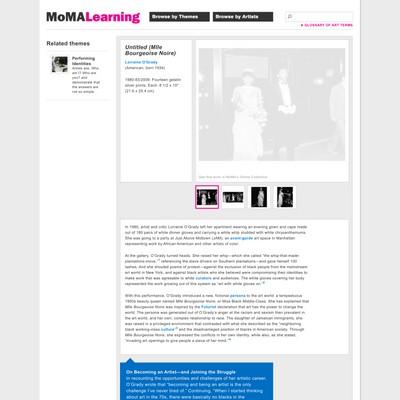 MoMALearning
Browse by Themes
Browse by Artists
GLOSSARY OF ART TERMS
Related themes
Performing
Identities
Artists ask, Who
am I? Who are
you? and
demonstrate that
the answers are
not so simple
Untitled (Mlle
Bourgeoise Noire)
Lorraine O'Grady
(American, born 1934)
1980-83/2009. Fourteen gelatin
silver prints, Each: 8 1/2 x 10"
(21.6 x 25.4 cm)
See this work in MoMA's Online Collection
In 1980, artist and critic Lorraine O'Grady left her apartment wearing an evening gown and cape made
out of 180 pairs of white dinner gloves and carrying a white whip studded with white chrysanthemums.
She was going to a party at Just Above Midtown (JAM), an avant-garde art space in Manhattan
representing work by African-American and other artists of color.
At the gallery, O'Grady turned heads. She raised her whip—which she called "the whip-that-made-
plantations-move," referencing the slave drivers on Southern plantations—and gave herself 100
lashes. And she shouted poems of protest—against the exclusion of black people from the mainstream
art world in New York, and against black artists who she believed were compromising their identities to
make work that was agreeable to white curators and audiences. The white gloves covering her body
represented the work growing out of this system as "art with white gloves on."
With this performance, O'Grady introduced a new, fictional persona to the art world: a tempestuous
1950s beauty queen named Mlle Bourgeoise Noire, or Miss Black Middle-Class. She has explained that
Mlle Bourgeoise Noire was inspired by the Futurist declaration that art has the power to change the
world. The persona was generated out of O'Grady's anger at the racism and sexism then prevalent in
the art world, and her own, complex relationship to race. The daughter of Jamaican immigrants, she
was raised in a privileged environment that contrasted with what she described as the "neighboring
black working-class culture" and the disadvantaged position of blacks in American society. Through
Mlle Bourgeoise Noire, she expressed the conflicts in her own identity, while also, as she stated,
"inviting art openings to give people a piece of her mind."
On Becoming an Artist—and Joining the Struggle
In recounting the opportunities and challenges of her artistic career,
O'Grady wrote that "becoming and being an artist is the only
challenge I've never tired of." Continuing, "When I started thinking
about art in the 70s, there were basically no blacks in the